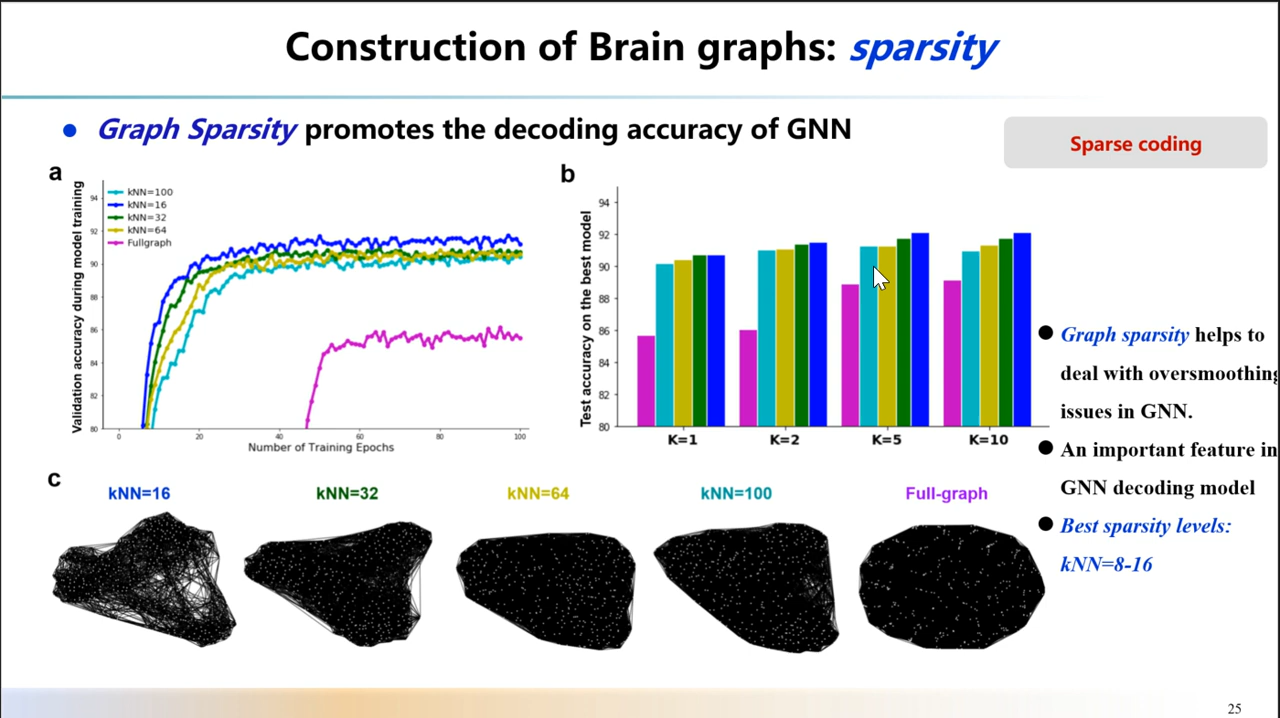 Construction of Brain graphs: sparsity
● Graph Sparsity promotes the decoding accuracy of GNN
Sparse coding
a
Validation accuracy during model training
94
92
90
88
86
84
82
80
kNN=100
kNN=16
kNN=32
kNN=64
Fullgraph
0 20 40 60 80 100
Number of Training Epochs
b
Test accuracy on the best model
94
92
90
88
86
84
82
80
K=1 K=2 K=5 K=10
● Graph sparsity helps to
deal with oversmoothing
issues in GNN.
● An important feature in
GNN decoding model
● Best sparsity levels:
kNN=8-16
c
kNN=16 kNN=32 kNN=64 kNN=100 Full-graph
25